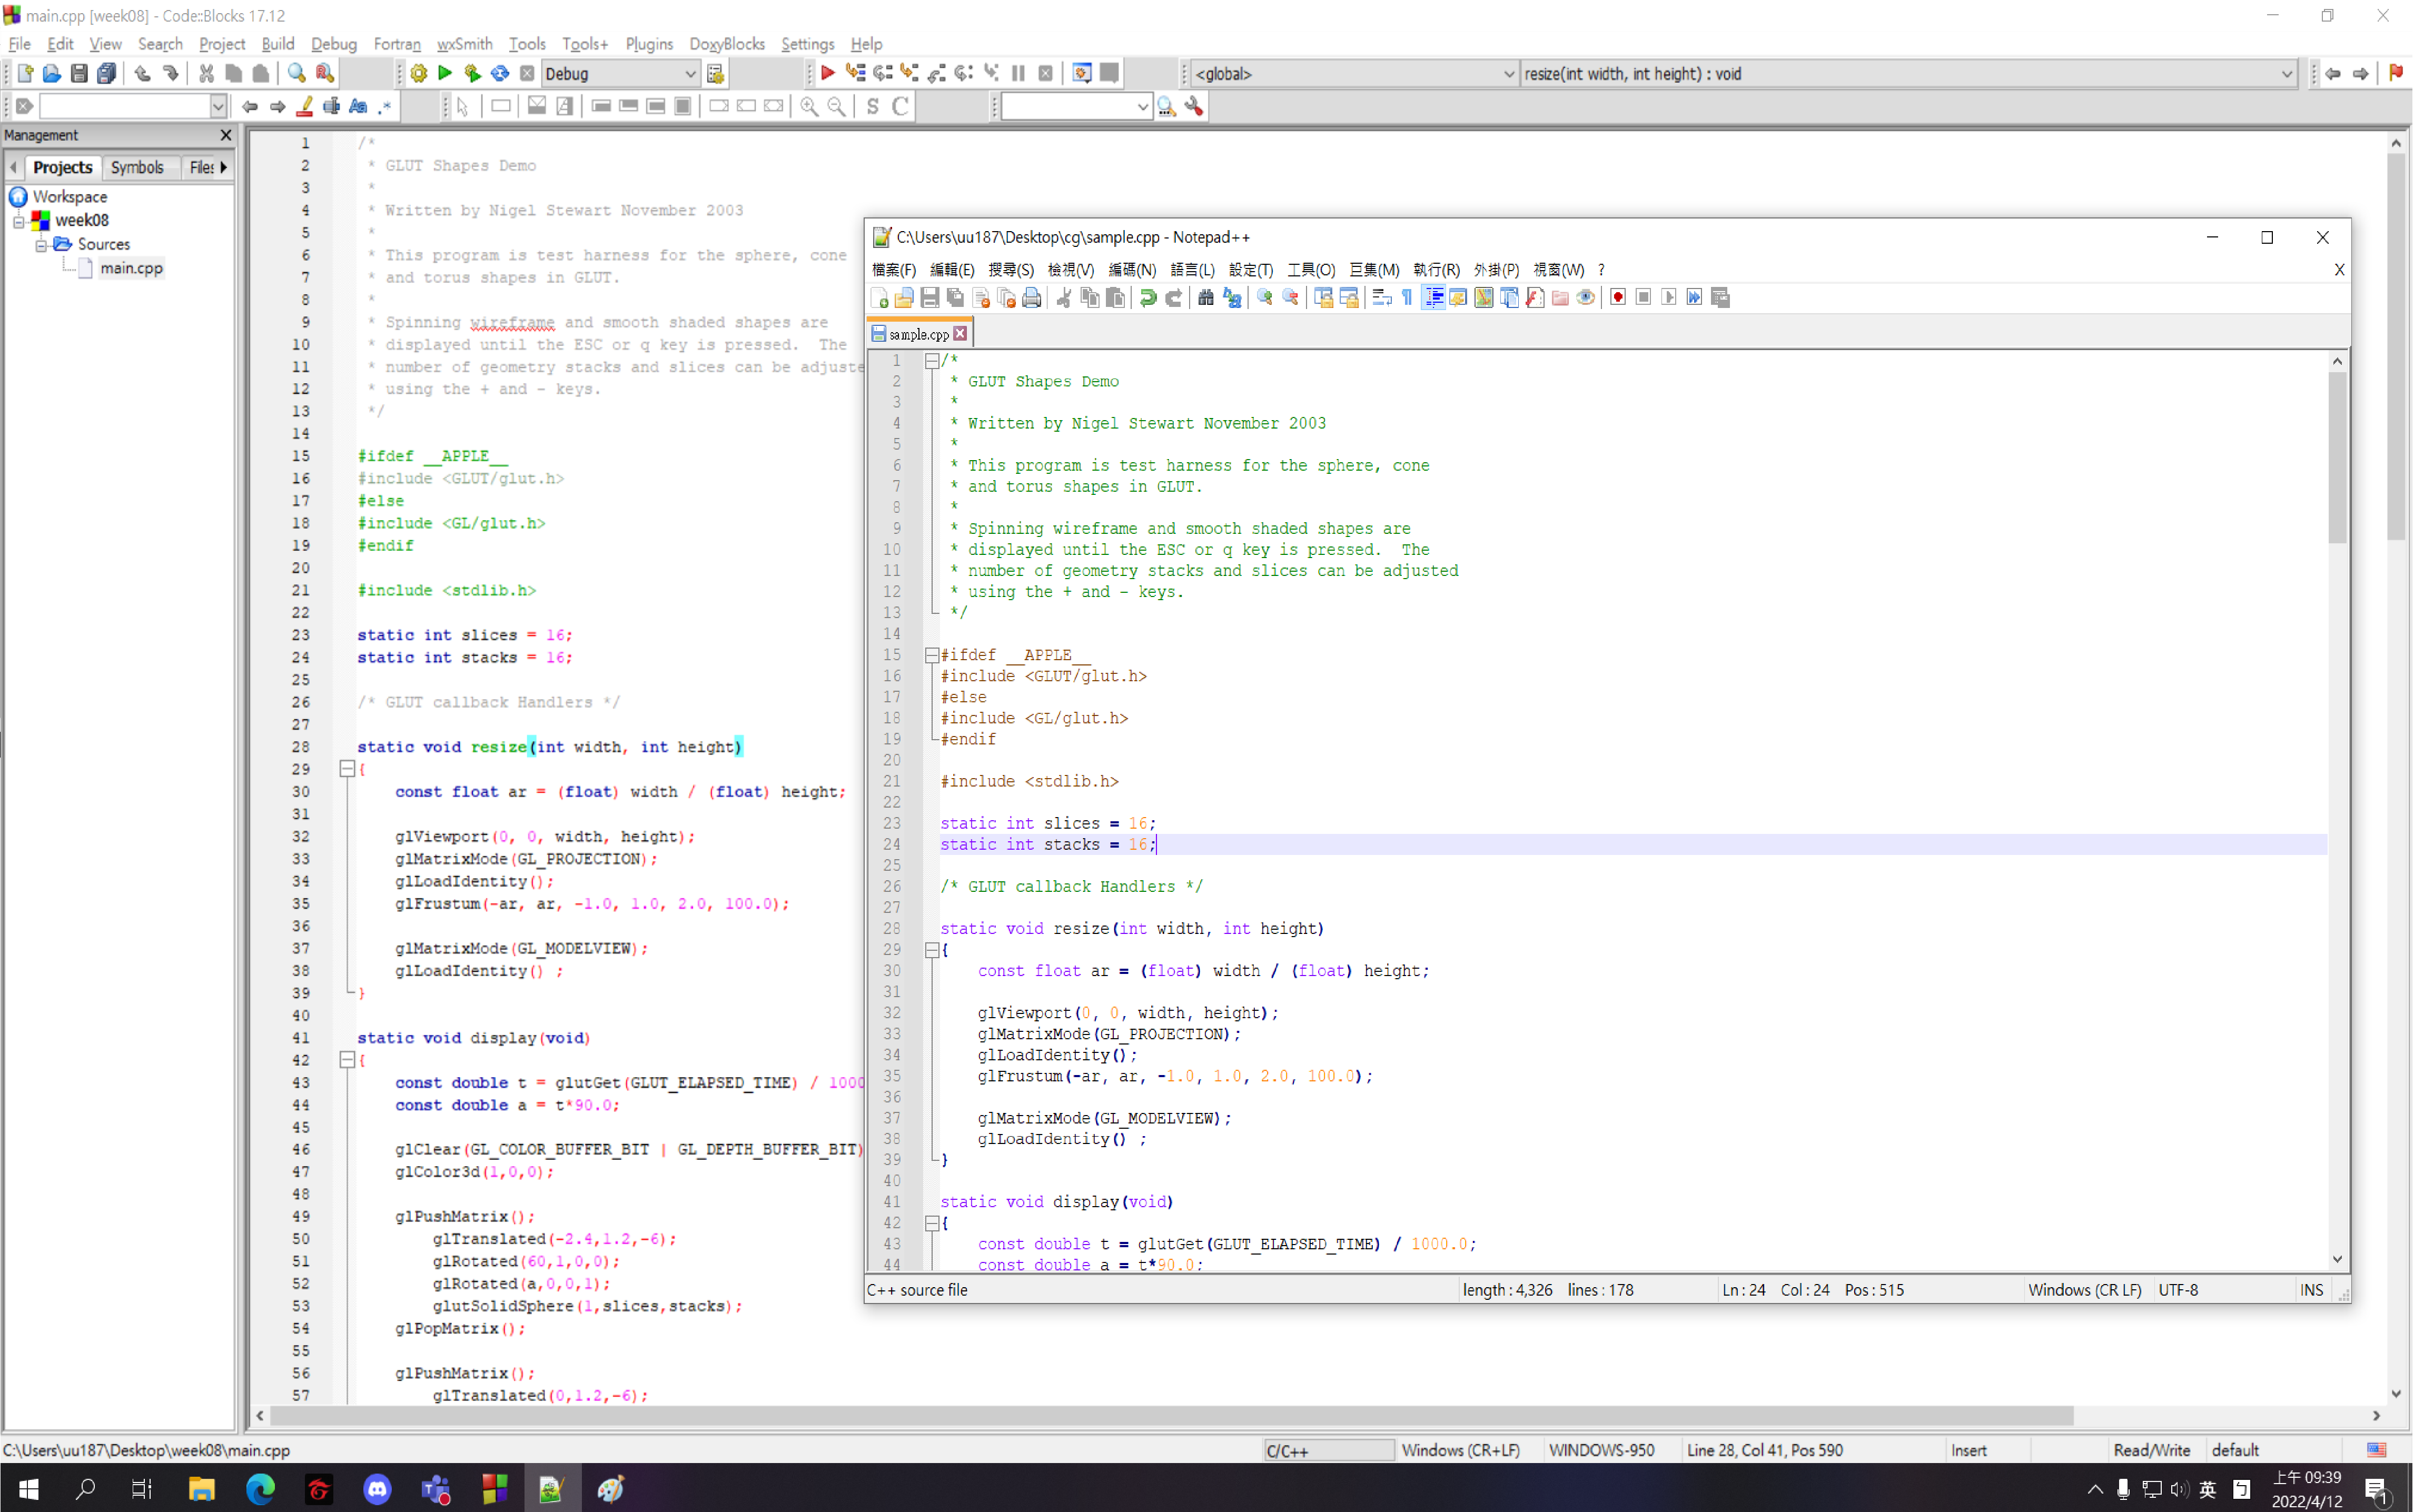 main.cpp [week08] - Code::Blocks 17.12
File Edit View Search Project Build Debug Fortran wxSmith Tools Tools+ Plugins DoxyBlocks Settings Help
Debug
<global>
resize(int width, int height) : void
Management
Projects Symbols Files
Workspace
week08
Sources
main.cpp
1 /*
2 * GLUT Shapes Demo
3 *
4 * Written by Nigel Stewart November 2003
5 *
6 * This program is test harness for the sphere, cone
7 * and torus shapes in GLUT.
8 *
9 * Spinning wireframe and smooth shaded shapes are
10 * displayed until the ESC or q key is pressed.  The
11 * number of geometry stacks and slices can be adjuste
12 * using the + and - keys.
13 */
14
15 #ifdef __APPLE__
16 #include <GLUT/glut.h>
17 #else
18 #include <GL/glut.h>
19 #endif
20
21 #include <stdlib.h>
22
23 static int slices = 16;
24 static int stacks = 16;
25
26 /* GLUT callback Handlers */
27
28 static void resize(int width, int height)
29 {
30 const float ar = (float) width / (float) height;
31
32 glViewport(0, 0, width, height);
33 glMatrixMode(GL_PROJECTION);
34 glLoadIdentity();
35 glFrustum(-ar, ar, -1.0, 1.0, 2.0, 100.0);
36
37 glMatrixMode(GL_MODELVIEW);
38 glLoadIdentity() ;
39 }
40
41 static void display(void)
42 {
43 const double t = glutGet(GLUT_ELAPSED_TIME) / 1000
44 const double a = t*90.0;
45
46 glClear(GL_COLOR_BUFFER_BIT | GL_DEPTH_BUFFER_BIT)
47 glColor3d(1,0,0);
48
49 glPushMatrix();
50 glTranslated(-2.4,1.2,-6);
51 glRotated(60,1,0,0);
52 glRotated(a,0,0,1);
53 glutSolidSphere(1,slices,stacks);
54 glPopMatrix();
55
56 glPushMatrix();
57 glTranslated(0,1.2,-6);
C:\Users\uu187\Desktop\cg\sample.cpp - Notepad++
檔案(F) 編輯(E) 搜尋(S) 檢視(V) 編碼(N) 語言(L) 設定(T) 工具(O) 巨集(M) 執行(R) 外掛(P) 視窗(W) ? X
sample.cpp
1 /*
2 * GLUT Shapes Demo
3 *
4 * Written by Nigel Stewart November 2003
5 *
6 * This program is test harness for the sphere, cone
7 * and torus shapes in GLUT.
8 *
9 * Spinning wireframe and smooth shaded shapes are
10 * displayed until the ESC or q key is pressed.  The
11 * number of geometry stacks and slices can be adjusted
12 * using the + and - keys.
13 */
14
15 #ifdef __APPLE__
16 #include <GLUT/glut.h>
17 #else
18 #include <GL/glut.h>
19 #endif
20
21 #include <stdlib.h>
22
23 static int slices = 16;
24 static int stacks = 16;
25
26 /* GLUT callback Handlers */
27
28 static void resize(int width, int height)
29 {
30 const float ar = (float) width / (float) height;
31
32 glViewport(0, 0, width, height);
33 glMatrixMode(GL_PROJECTION);
34 glLoadIdentity();
35 glFrustum(-ar, ar, -1.0, 1.0, 2.0, 100.0);
36
37 glMatrixMode(GL_MODELVIEW);
38 glLoadIdentity() ;
39 }
40
41 static void display(void)
42 {
43 const double t = glutGet(GLUT_ELAPSED_TIME) / 1000.0;
44 const double a = t*90.0;
C++ source file length : 4,326 lines : 178 Ln : 24 Col : 24 Pos : 515 Windows (CR LF) UTF-8 INS
C:\Users\uu187\Desktop\week08\main.cpp C/C++ Windows (CR+LF) WINDOWS-950 Line 28, Col 41, Pos 590 Insert Read/Write default
英
上午 09:39
2022/4/12
1